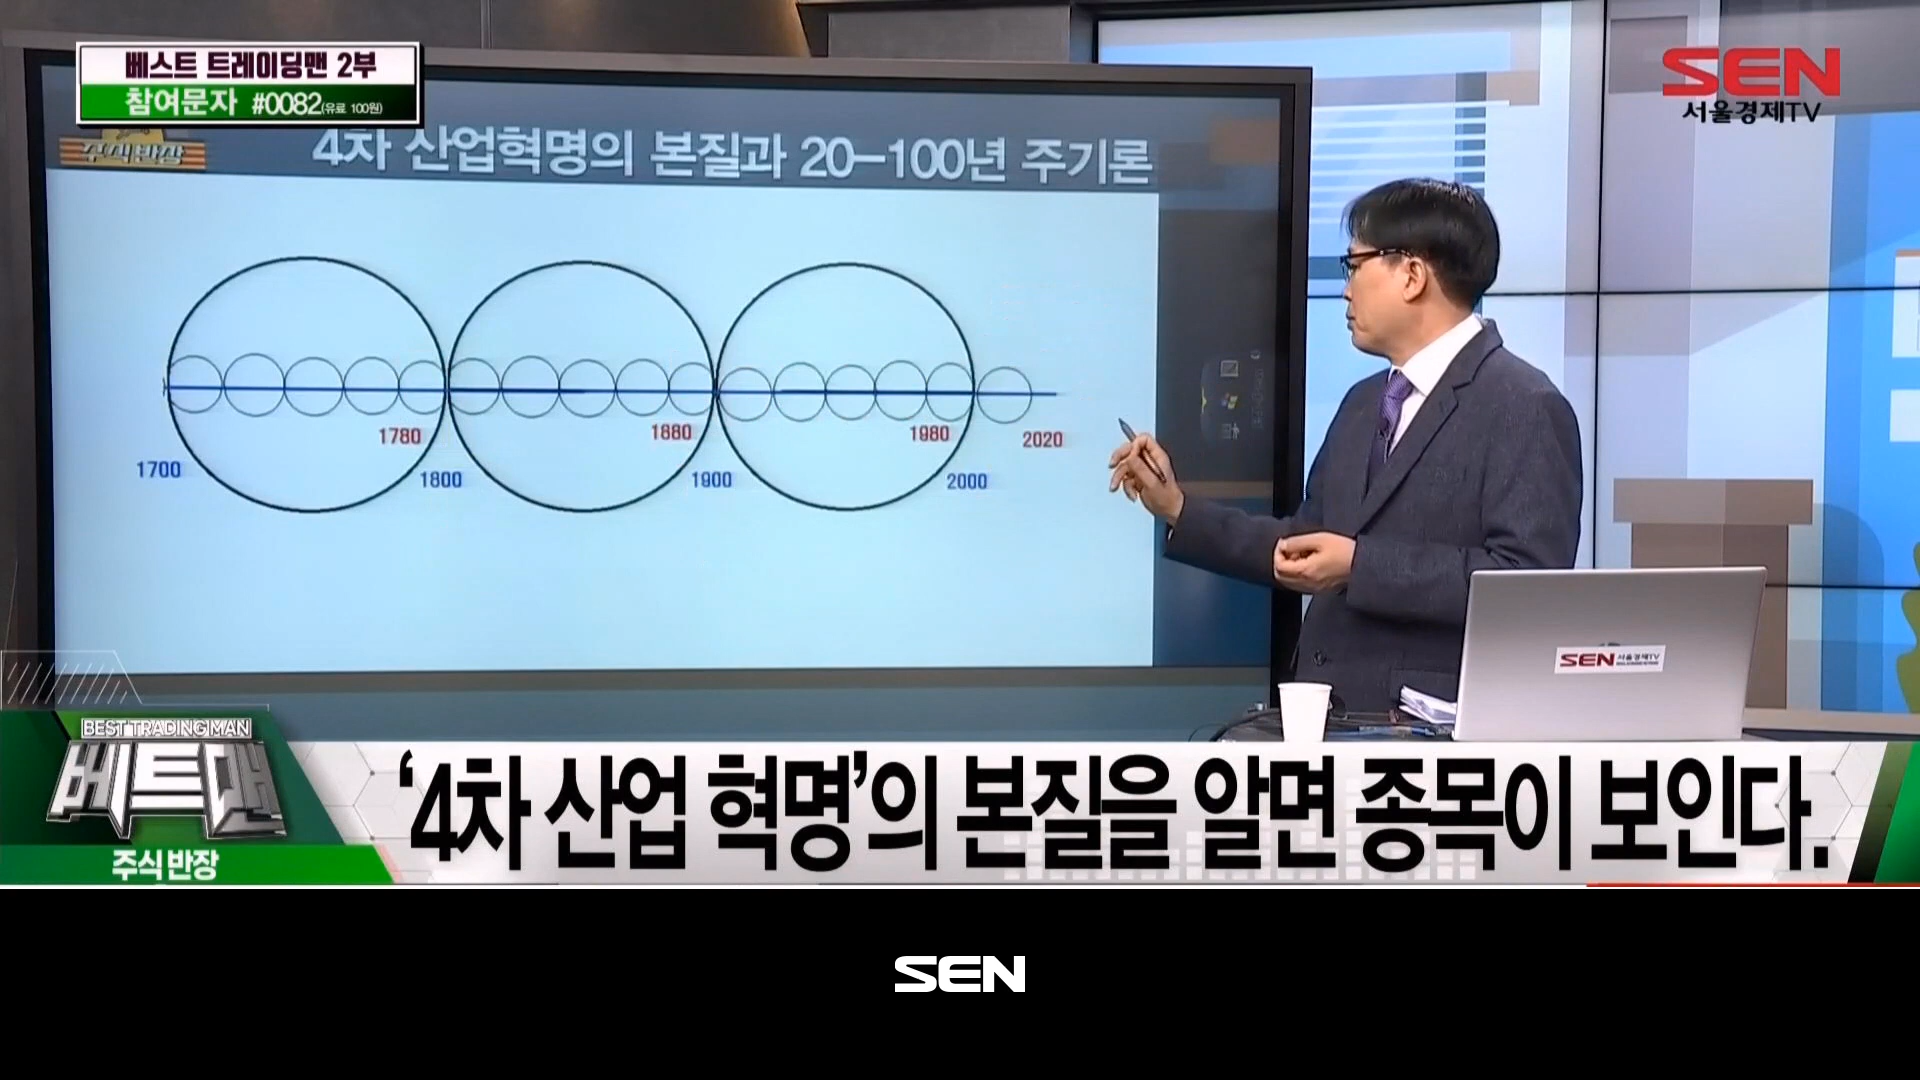 베스트 트레이딩맨 2부
참여문자 #0082(유료 100원)
SEN
서울경제TV
주식반장
4차 산업혁명의 본질과 20-100년 주기론
1780
1880
1980
2020
1700
1800
1900
2000
SEN 서울경제TV
BEST TRADING MAN
베트맨
주식반장
‘4차 산업 혁명’의 본질을 알면 종목이 보인다.
SEN